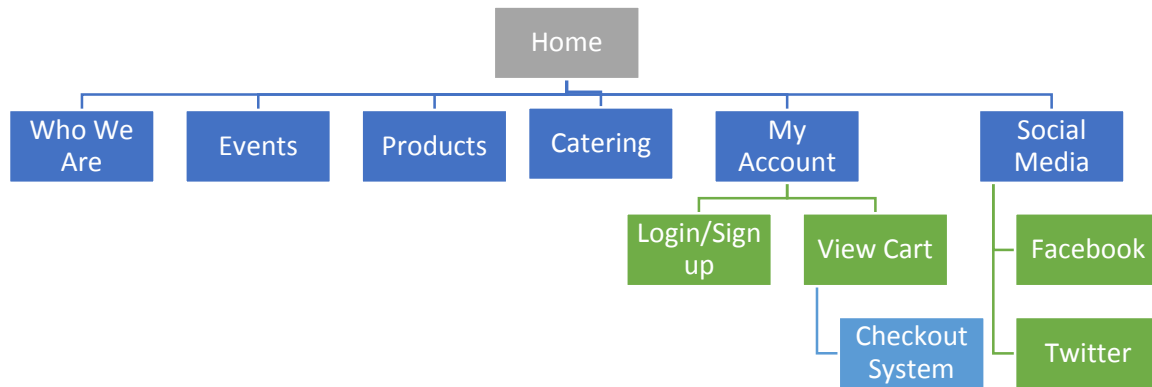 Home
Who We
Are
Events
Products
Catering
My
Account
Social
Media
Login/Sign
up
View Cart
Facebook
Checkout
System
Twitter